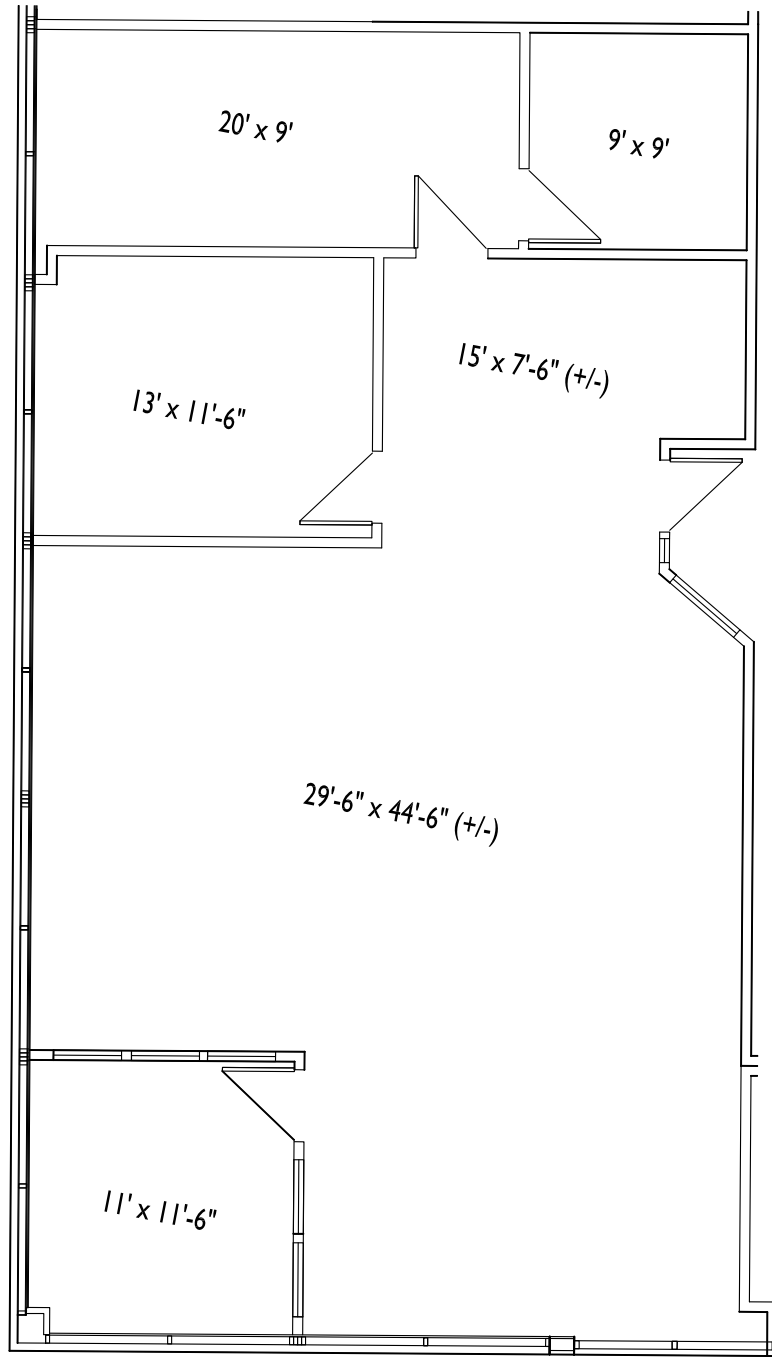 20' x 9'
9' x 9'
15' x 7'-6" (+/-)
13' x 11'-6"
29'-6" x 44'-6" (+/-)
11' x 11'-6"